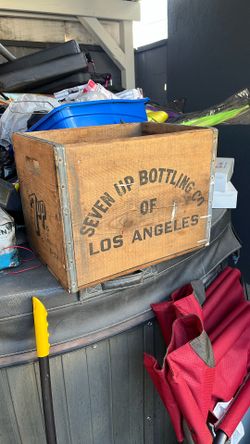 SEVEN UP BOTTLING CO
OF
LOS ANGELES